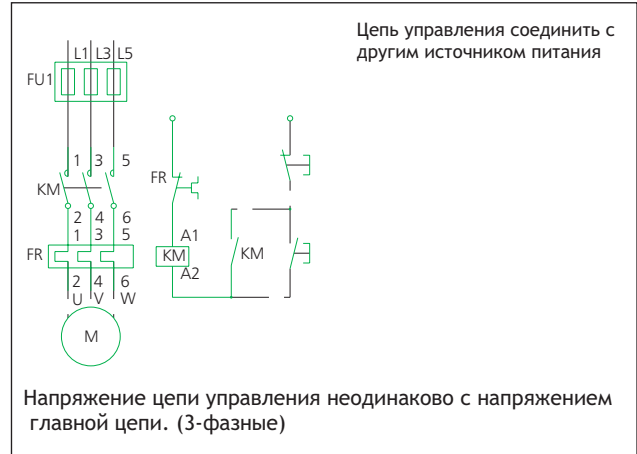 Цепь управления соединить с
другим источником питания
L1 L3 L5
FU1
1 3 5
KM
2 4 6
1 3 5
FR
2 4 6
U V W
M
FR
A1
KM
A2
KM
Напряжение цепи управления неодинаково с напряжением
главной цепи. (3-фазные)